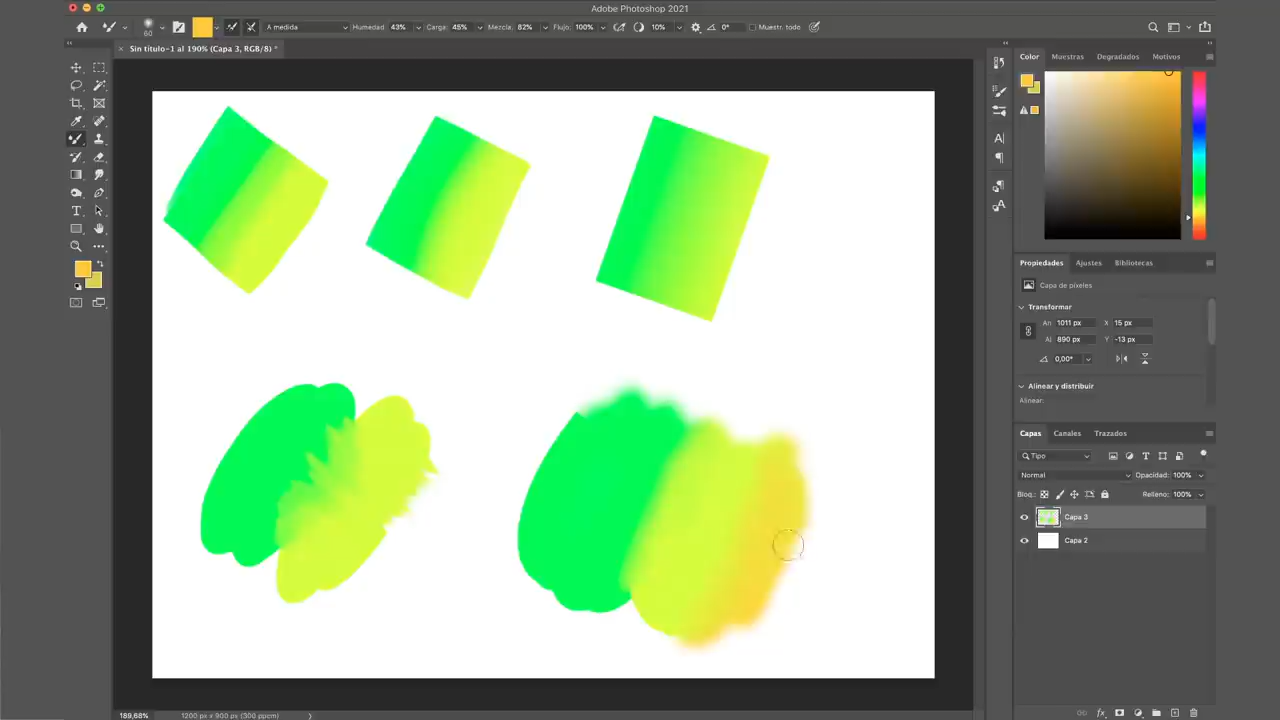 Adobe Photoshop 2021
60 A medida Humedad: 43% Carga: 45% Mezcla: 82% Flujo: 100% 10% 0° Muestr. todo
× Sin título-1 al 190% (Capa 3, RGB/8) *
Color Muestras Degradados Motivos
Propiedades Ajustes Bibliotecas
Capa de píxeles
Transformar
An 1011 px X 15 px
Al 890 px Y -13 px
0,00°
Alinear y distribuir
Alinear:
Capas Canales Trazados
Tipo
Normal Opacidad: 100%
Bloq.: Relleno: 100%
Capa 3
Capa 2
189,68% 1200 px x 900 px (300 ppcm)